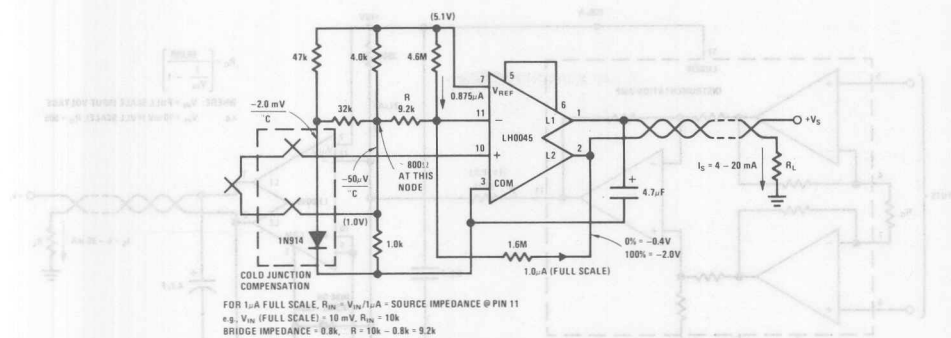 (5.1V)
47k
4.0k
4.6M
7
VREF
5
0.875µA
6
−2.0 mV
°C
32k
R
9.2k
11
−
LH0045
L1
1
+VS
10
+
L2
2
~ 800Ω
AT THIS
NODE
IS = 4 – 20 mA
RL
−50µV
°C
3
COM
+
4.7µF
(1.0V)
1N914
1.0k
1.6M
0% = −0.4V
100% = −2.0V
1.0µA (FULL SCALE)
COLD JUNCTION
COMPENSATION
FOR 1µA FULL SCALE, RIN = VIN/1µA = SOURCE IMPEDANCE @ PIN 11
e.g., VIN (FULL SCALE) = 10 mV, RIN = 10k
BRIDGE IMPEDANCE = 0.8k, R = 10k − 0.8k = 9.2k